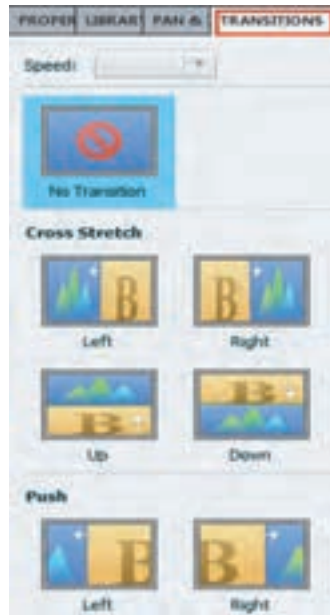 PROPER LIBRAR PAN & TRANSITIONS
Speed:
No Transition
Cross Stretch
B B
Left Right
B B
Up Down
Push
B B
Left Right